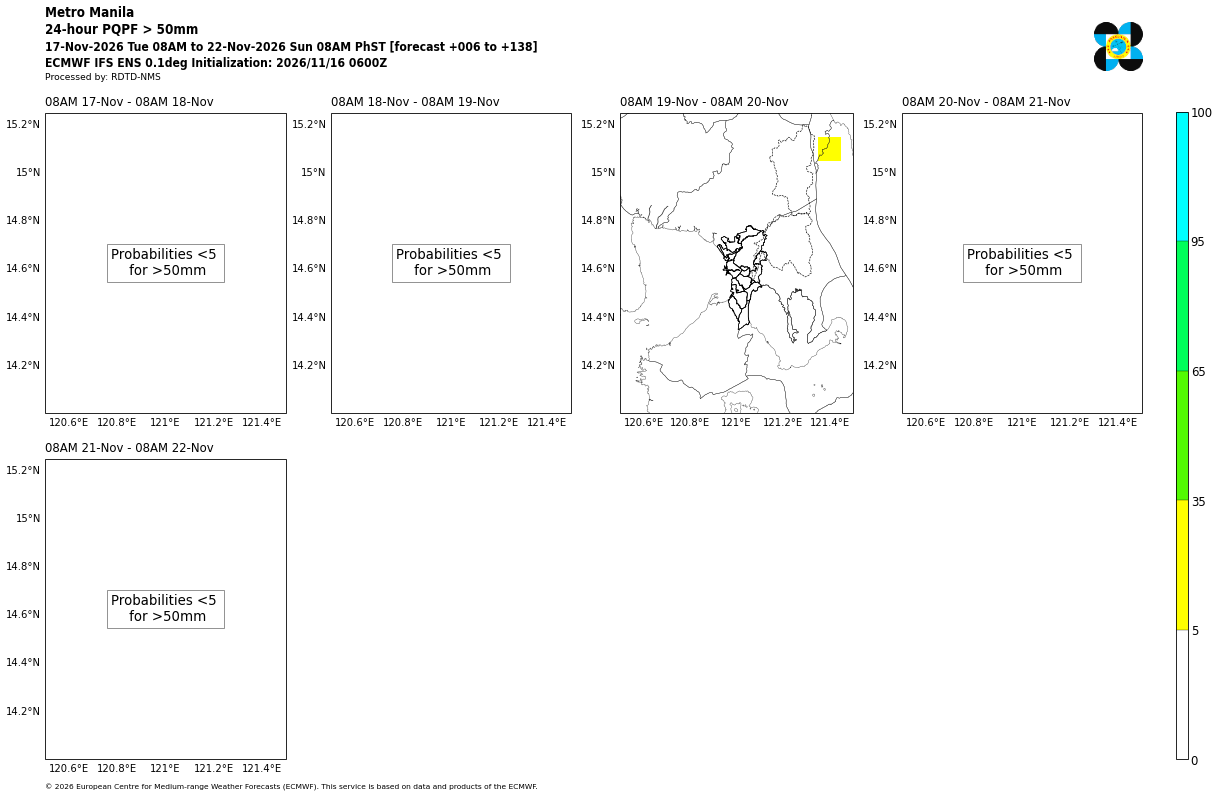 Metro Manila
24-hour PQPF > 50mm
17-Nov-2026 Tue 08AM to 22-Nov-2026 Sun 08AM PhST [forecast +006 to +138]
ECMWF IFS ENS 0.1deg Initialization: 2026/11/16 0600Z
Processed by: RDTD-NMS
08AM 17-Nov - 08AM 18-Nov
15.2°N
15°N
14.8°N
14.6°N
14.4°N
14.2°N
Probabilities <5
for >50mm
120.6°E 120.8°E 121°E 121.2°E 121.4°E
08AM 18-Nov - 08AM 19-Nov
15.2°N
15°N
14.8°N
14.6°N
14.4°N
14.2°N
Probabilities <5
for >50mm
120.6°E 120.8°E 121°E 121.2°E 121.4°E
08AM 19-Nov - 08AM 20-Nov
15.2°N
15°N
14.8°N
14.6°N
14.4°N
14.2°N
120.6°E 120.8°E 121°E 121.2°E 121.4°E
08AM 20-Nov - 08AM 21-Nov
15.2°N
15°N
14.8°N
14.6°N
14.4°N
14.2°N
Probabilities <5
for >50mm
120.6°E 120.8°E 121°E 121.2°E 121.4°E
100
95
65
35
5
0
08AM 21-Nov - 08AM 22-Nov
15.2°N
15°N
14.8°N
14.6°N
14.4°N
14.2°N
Probabilities <5
for >50mm
120.6°E 120.8°E 121°E 121.2°E 121.4°E
© 2026 European Centre for Medium-range Weather Forecasts (ECMWF). This service is based on data and products of the ECMWF.